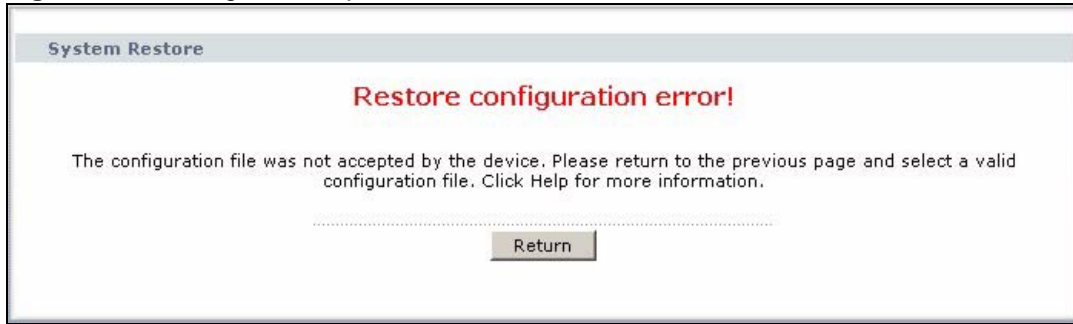 System Restore
Restore configuration error!
The configuration file was not accepted by the device. Please return to the previous page and select a valid
configuration file. Click Help for more information.
Return